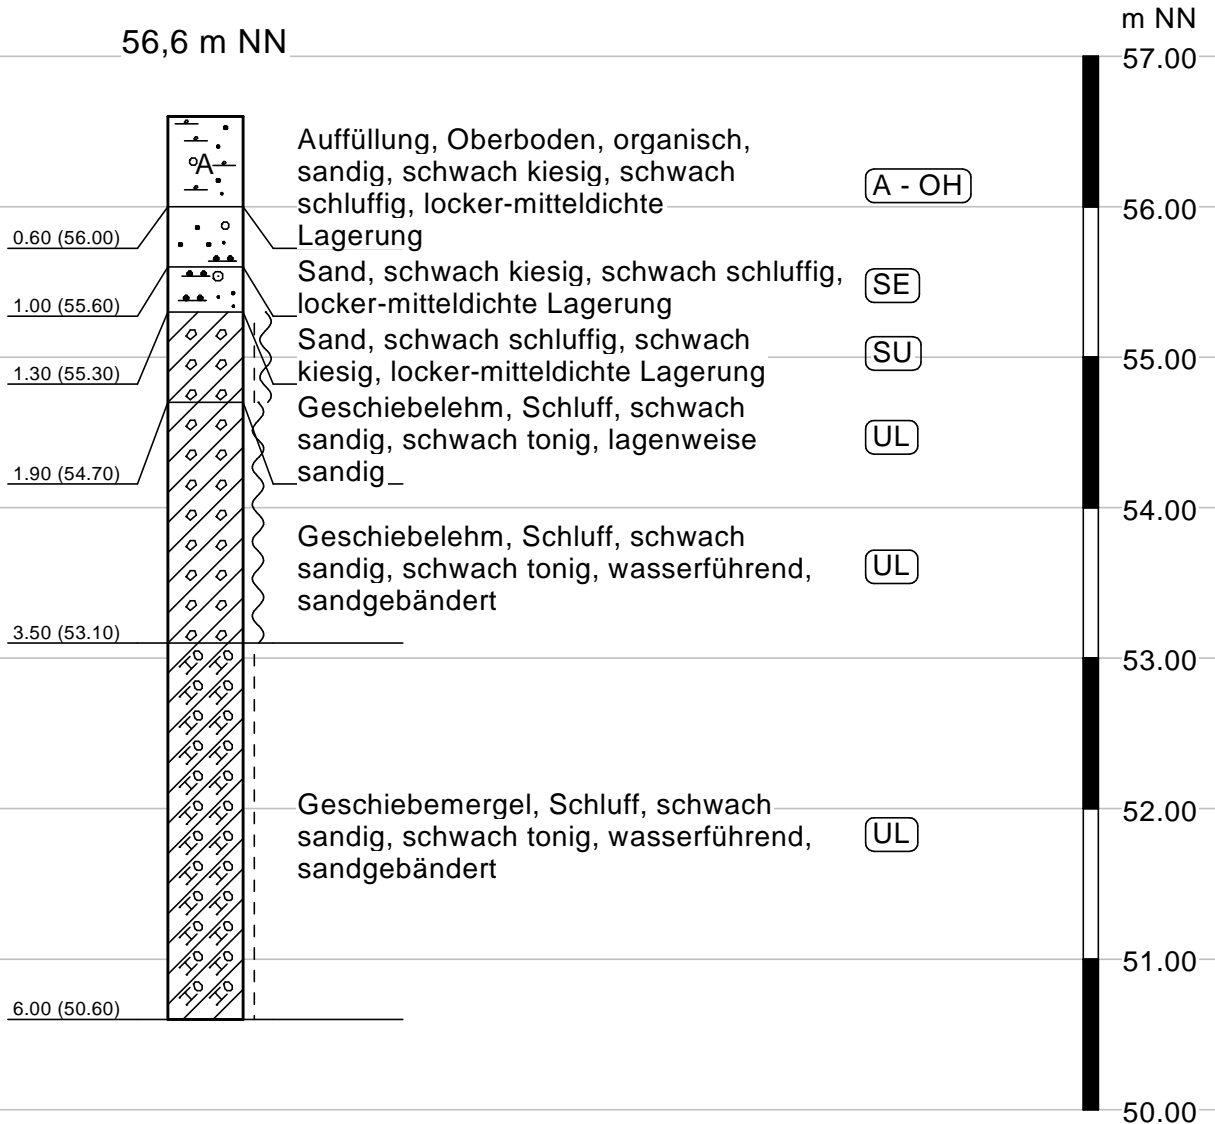 m NN
56,6 m NN
57.00
Auffüllung, Oberboden, organisch,
sandig, schwach kiesig, schwach
schluffig, locker-mitteldichte
Lagerung
A
A - OH
56.00
0.60 (56.00)
Sand, schwach kiesig, schwach schluffig,
locker-mitteldichte Lagerung
SE
1.00 (55.60)
Sand, schwach schluffig, schwach
kiesig, locker-mitteldichte Lagerung
SU
55.00
1.30 (55.30)
Geschiebelehm, Schluff, schwach
sandig, schwach tonig, lagenweise
sandig
UL
1.90 (54.70)
54.00
Geschiebelehm, Schluff, schwach
sandig, schwach tonig, wasserführend,
sandgebändert
UL
3.50 (53.10)
53.00
Geschiebemergel, Schluff, schwach
sandig, schwach tonig, wasserführend,
sandgebändert
52.00
UL
51.00
6.00 (50.60)
50.00